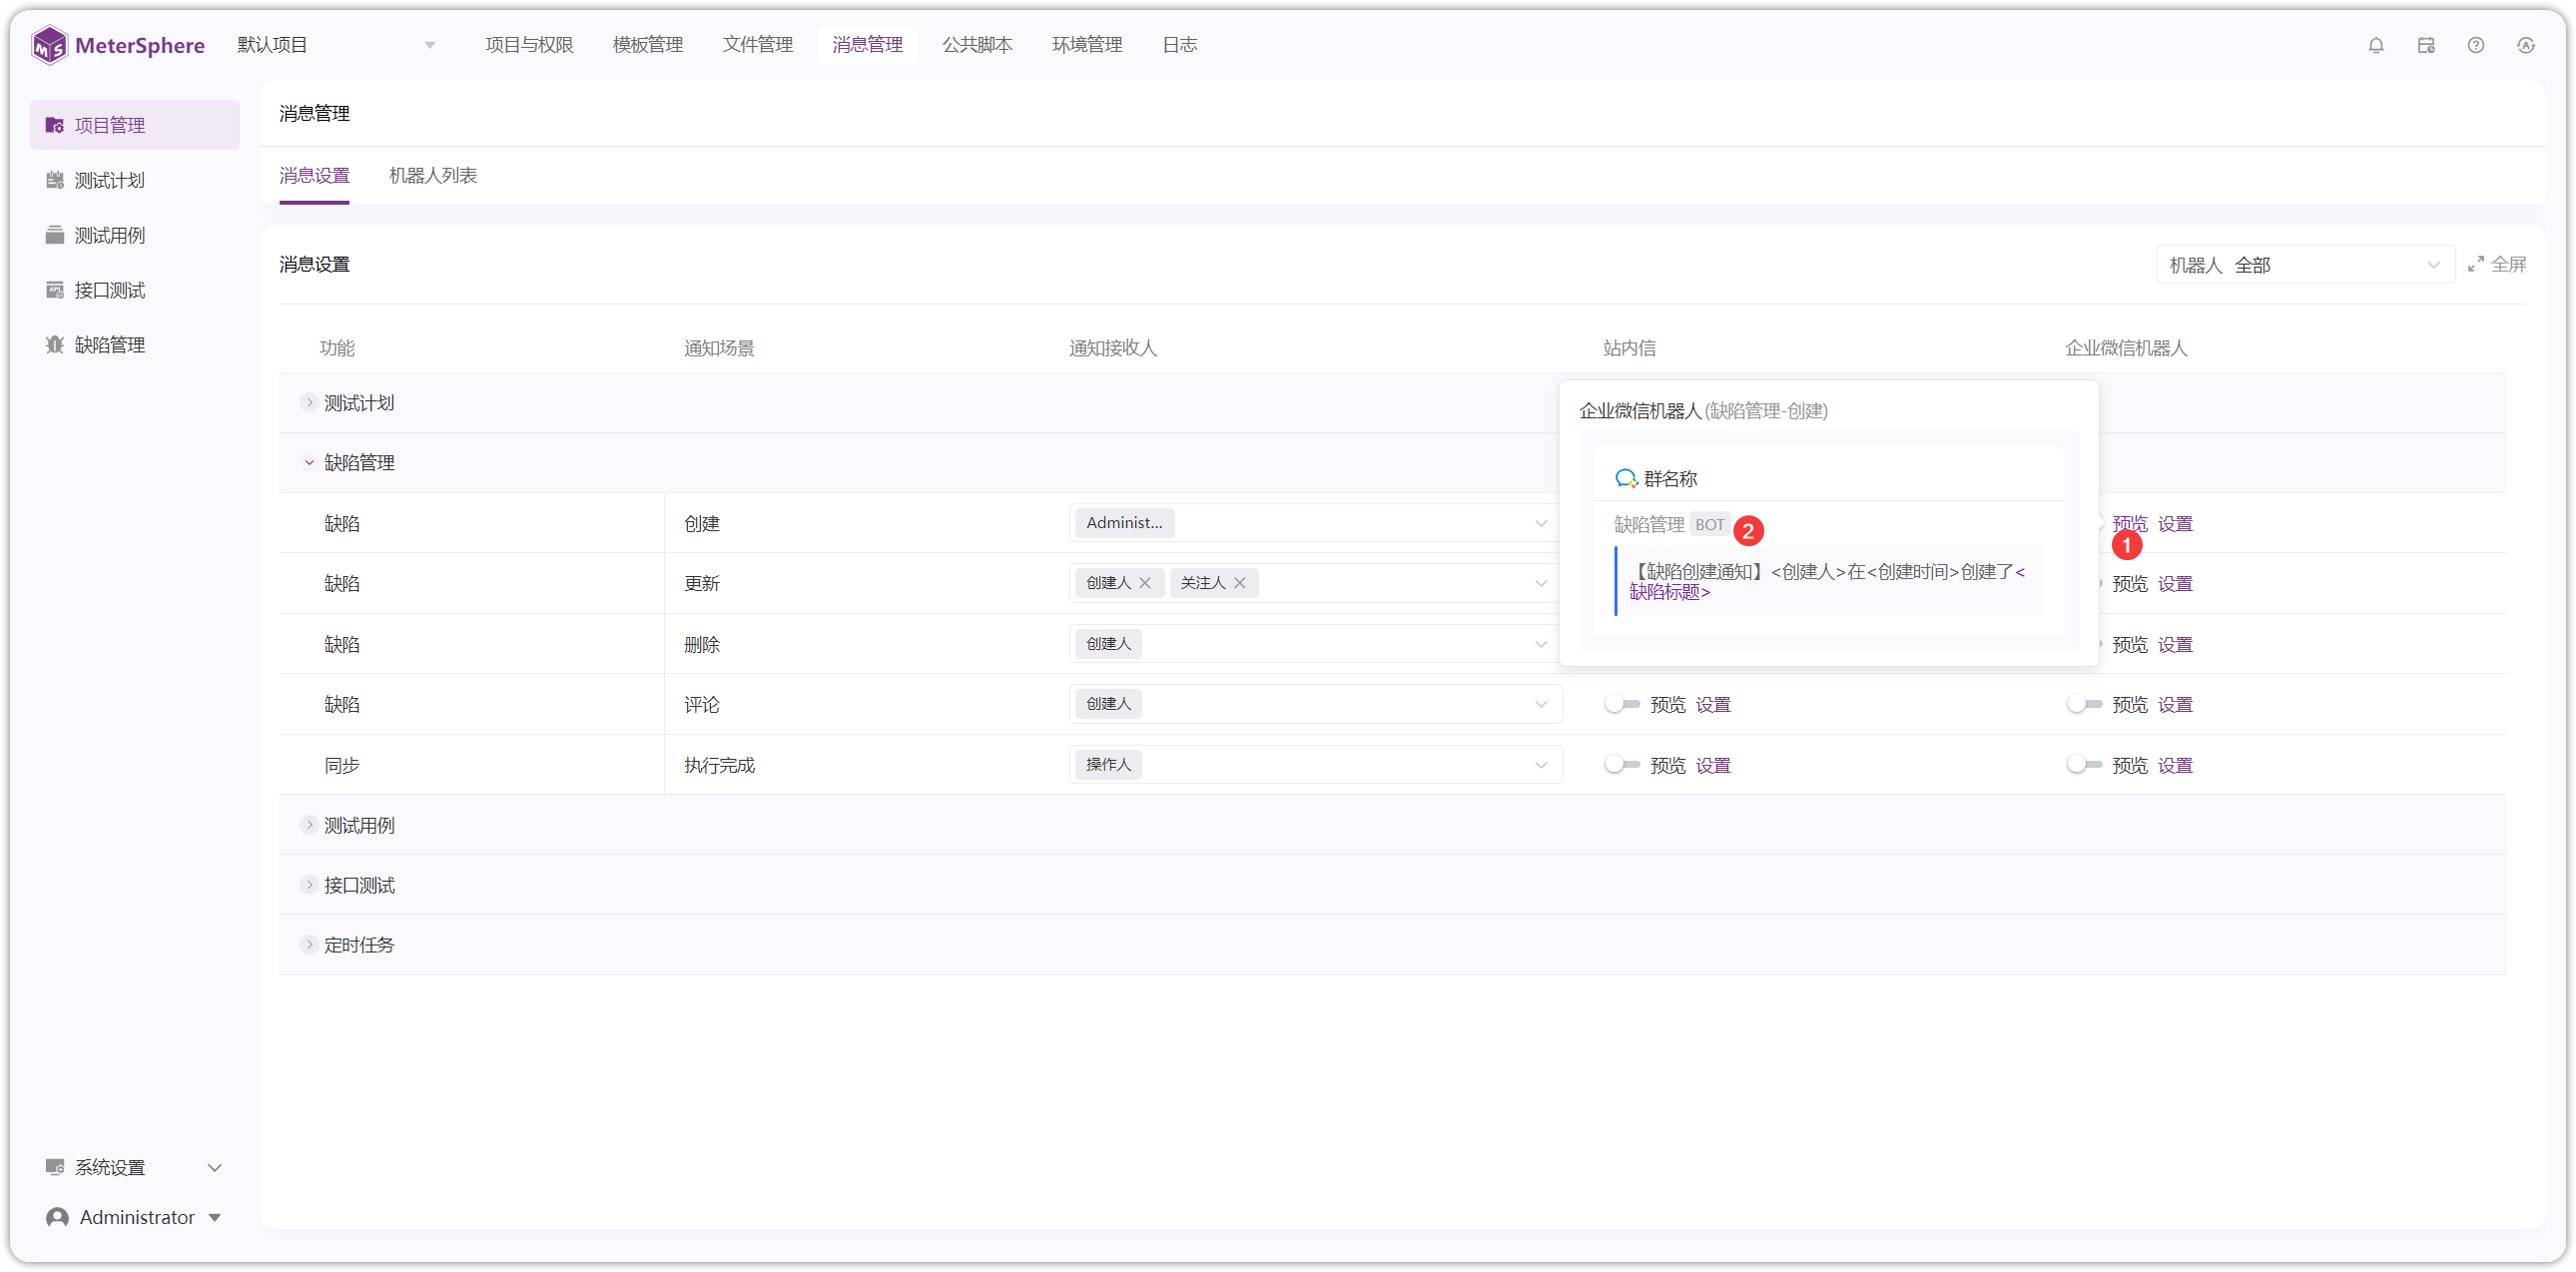 MeterSphere 默认项目 项目与权限 模板管理 文件管理 消息管理 公共脚本 环境管理 日志
项目管理
测试计划
测试用例
接口测试
缺陷管理
系统设置
Administrator
消息管理
消息设置 机器人列表
消息设置 机器人 全部 全屏
功能 通知场景 通知接收人 站内信 企业微信机器人
测试计划
缺陷管理
缺陷 创建 Administ... 预览 设置
缺陷 更新 创建人 关注人 预览 设置
缺陷 删除 创建人 预览 设置
缺陷 评论 创建人 预览 设置 预览 设置
同步 执行完成 操作人 预览 设置 预览 设置
测试用例
接口测试
定时任务
企业微信机器人 (缺陷管理-创建)
群名称
缺陷管理 BOT 2
【缺陷创建通知】<创建人>在<创建时间>创建了<
缺陷标题>
1